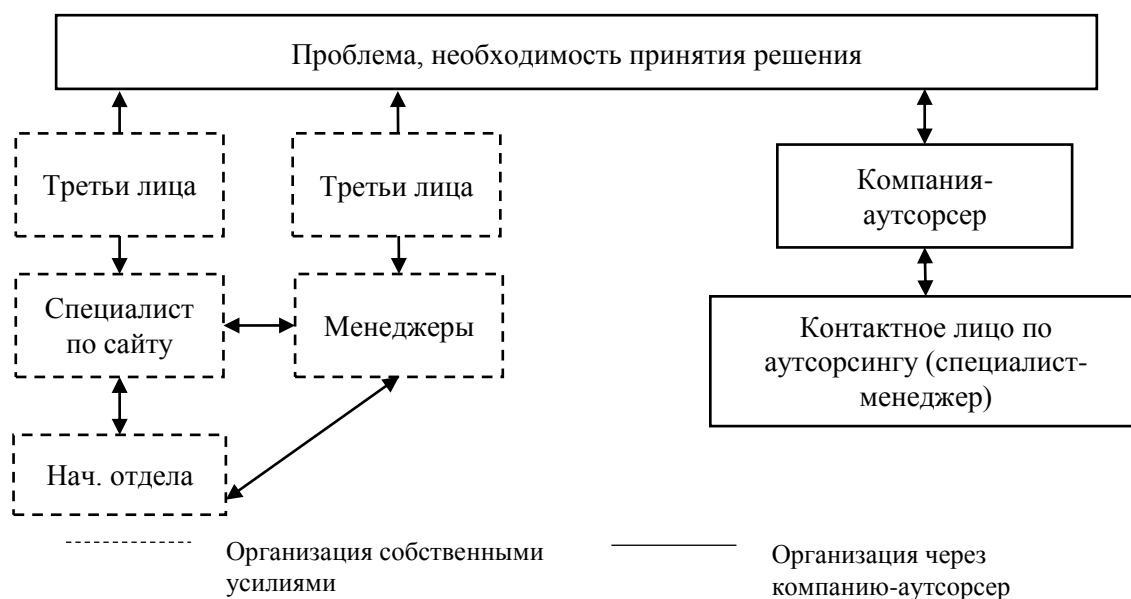 Проблема, необходимость принятия решения
Третьи лица
Третьи лица
Компания-
аутсорсер
Специалист
по сайту
Менеджеры
Контактное лицо по
аутсорсингу (специалист-
менеджер)
Нач. отдела
Организация собственными
усилиями
Организация через
компанию-аутсорсер